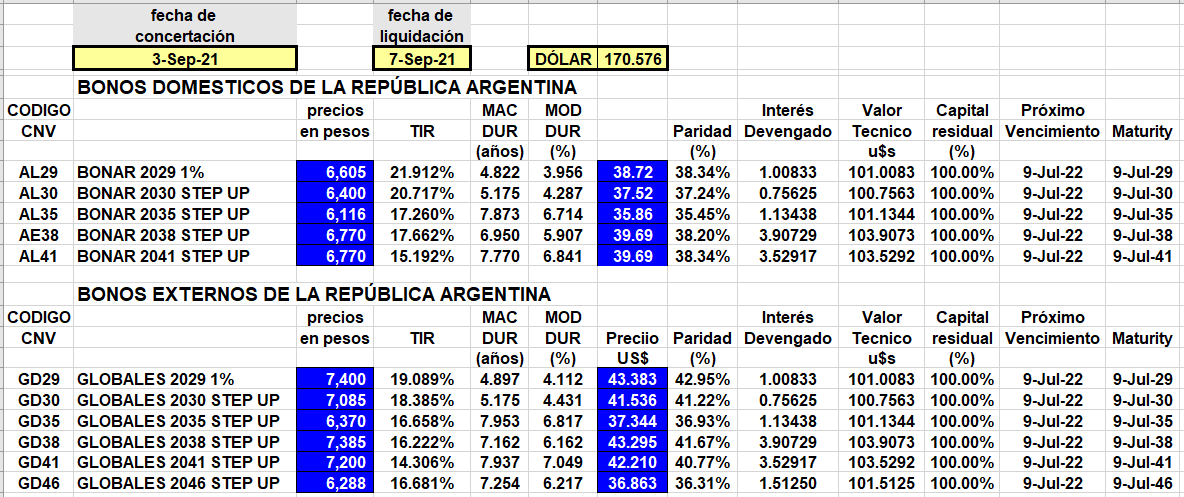 fecha de fecha de
concertación liquidación
3-Sep-21 7-Sep-21 DÓLAR 170.576
BONOS DOMESTICOS DE LA REPÚBLICA ARGENTINA
CODIGO precios MAC MOD Interés Valor Capital Próximo
CNV en pesos TIR DUR DUR Paridad Devengado Tecnico residual Vencimiento Maturity
(años) (%) (%) u$s (%)
AL29 BONAR 2029 1% 6,605 21.912% 4.822 3.956 38.72 38.34% 1.00833 101.0083 100.00% 9-Jul-22 9-Jul-29
AL30 BONAR 2030 STEP UP 6,400 20.717% 5.175 4.287 37.52 37.24% 0.75625 100.7563 100.00% 9-Jul-22 9-Jul-30
AL35 BONAR 2035 STEP UP 6,116 17.260% 7.873 6.714 35.86 35.45% 1.13438 101.1344 100.00% 9-Jul-22 9-Jul-35
AE38 BONAR 2038 STEP UP 6,770 17.662% 6.950 5.907 39.69 38.20% 3.90729 103.9073 100.00% 9-Jul-22 9-Jul-38
AL41 BONAR 2041 STEP UP 6,770 15.192% 7.770 6.841 39.69 38.34% 3.52917 103.5292 100.00% 9-Jul-22 9-Jul-41
BONOS EXTERNOS DE LA REPÚBLICA ARGENTINA
CODIGO precios MAC MOD Interés Valor Capital Próximo
CNV en pesos TIR DUR DUR Preciio Paridad Devengado Tecnico residual Vencimiento Maturity
(años) (%) US$ (%) u$s (%)
GD29 GLOBALES 2029 1% 7,400 19.089% 4.897 4.112 43.383 42.95% 1.00833 101.0083 100.00% 9-Jul-22 9-Jul-29
GD30 GLOBALES 2030 STEP UP 7,085 18.385% 5.175 4.431 41.536 41.22% 0.75625 100.7563 100.00% 9-Jul-22 9-Jul-30
GD35 GLOBALES 2035 STEP UP 6,370 16.658% 7.953 6.817 37.344 36.93% 1.13438 101.1344 100.00% 9-Jul-22 9-Jul-35
GD38 GLOBALES 2038 STEP UP 7,385 16.222% 7.162 6.162 43.295 41.67% 3.90729 103.9073 100.00% 9-Jul-22 9-Jul-38
GD41 GLOBALES 2041 STEP UP 7,200 14.306% 7.937 7.049 42.210 40.77% 3.52917 103.5292 100.00% 9-Jul-22 9-Jul-41
GD46 GLOBALES 2046 STEP UP 6,288 16.681% 7.254 6.217 36.863 36.31% 1.51250 101.5125 100.00% 9-Jul-22 9-Jul-46